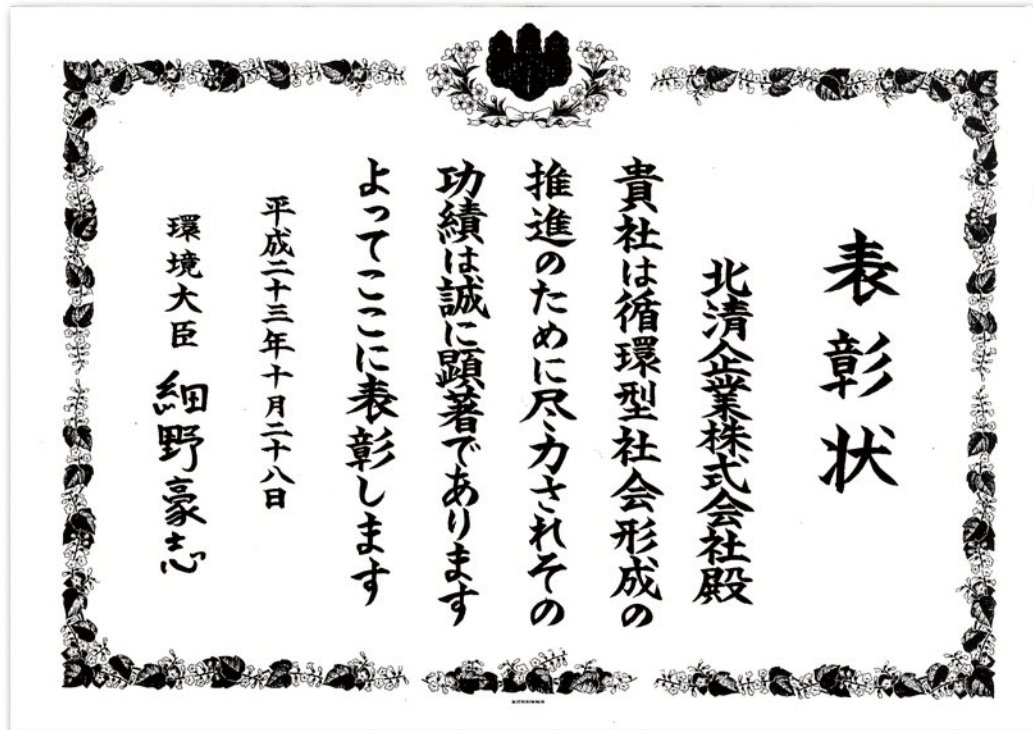 表彰状
北清企業株式会社殿
貴社は循環型社会形成の
推進のために尽力されその
功績は誠に顕著であります
よってここに表彰します
平成二十三年十月二十八日
環境大臣 細野豪志